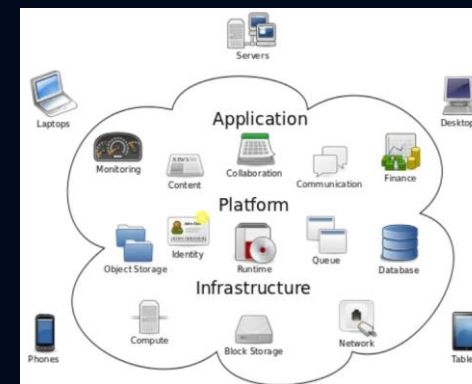 Servers
Laptops
Desktop
Application
Monitoring
Content
Collaboration
Communication
Finance
Platform
Object Storage
Identity
Runtime
Queue
Database
Infrastructure
Compute
Block Storage
Network
Phones
Table